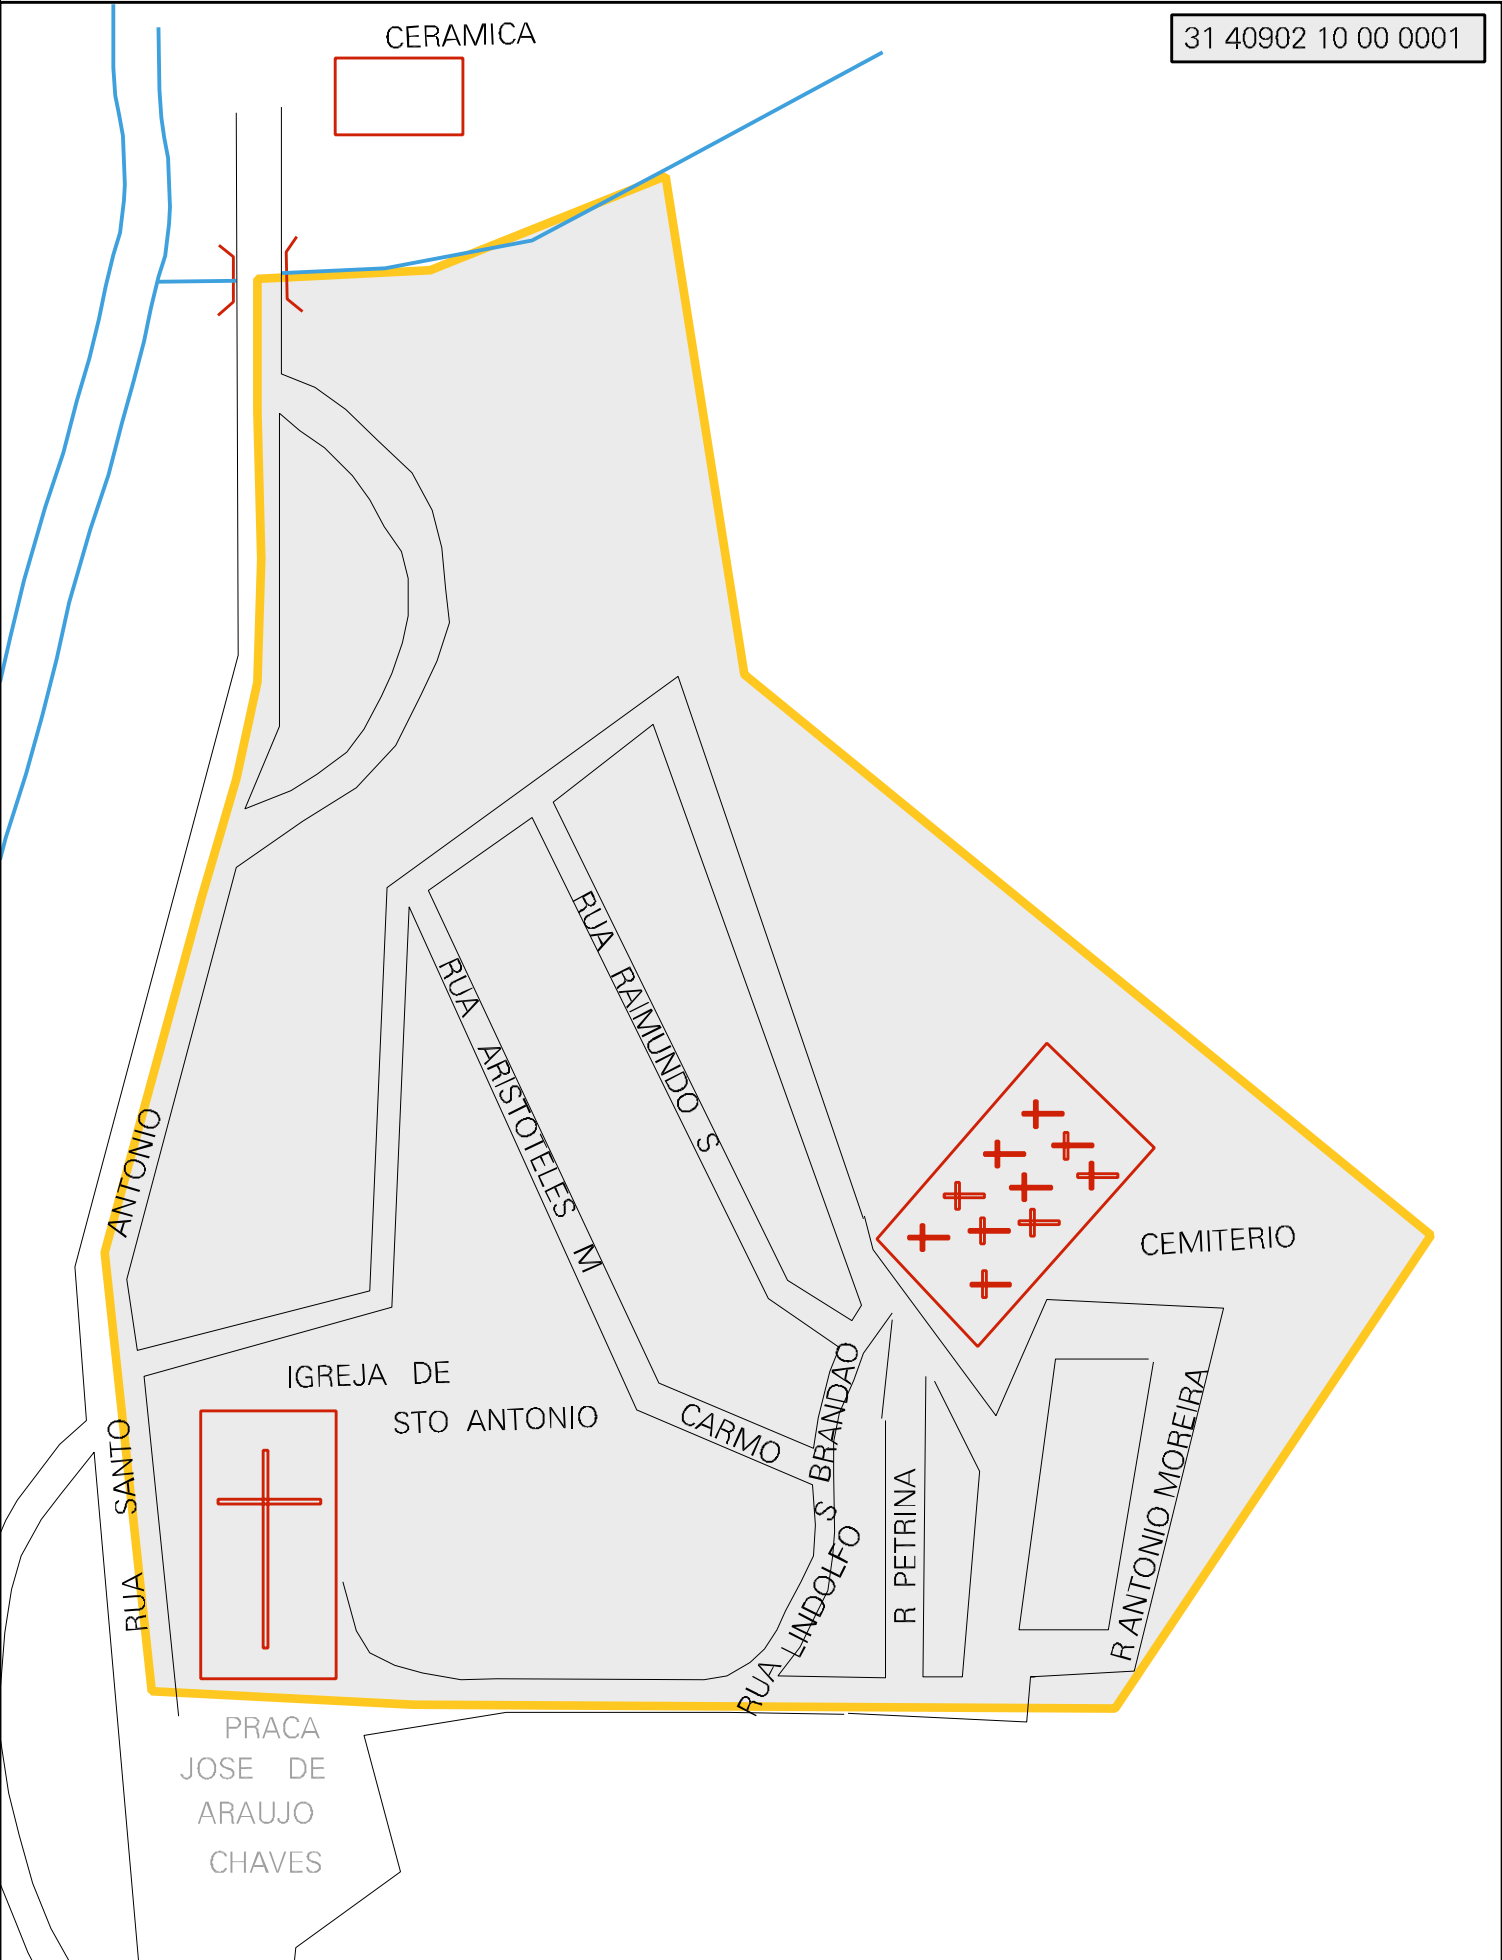 CERAMICA
31 40902 10 00 0001
RUA RAIMUNDO S
RUA ARISTOTELES M
CARMO
RUA SANTO ANTONIO
CEMITERIO
IGREJA DE
STO ANTONIO
RUA LINDOLFO S BRANDAO
R PETRINA
R ANTONIO MOREIRA
PRACA
JOSE DE
ARAUJO
CHAVES